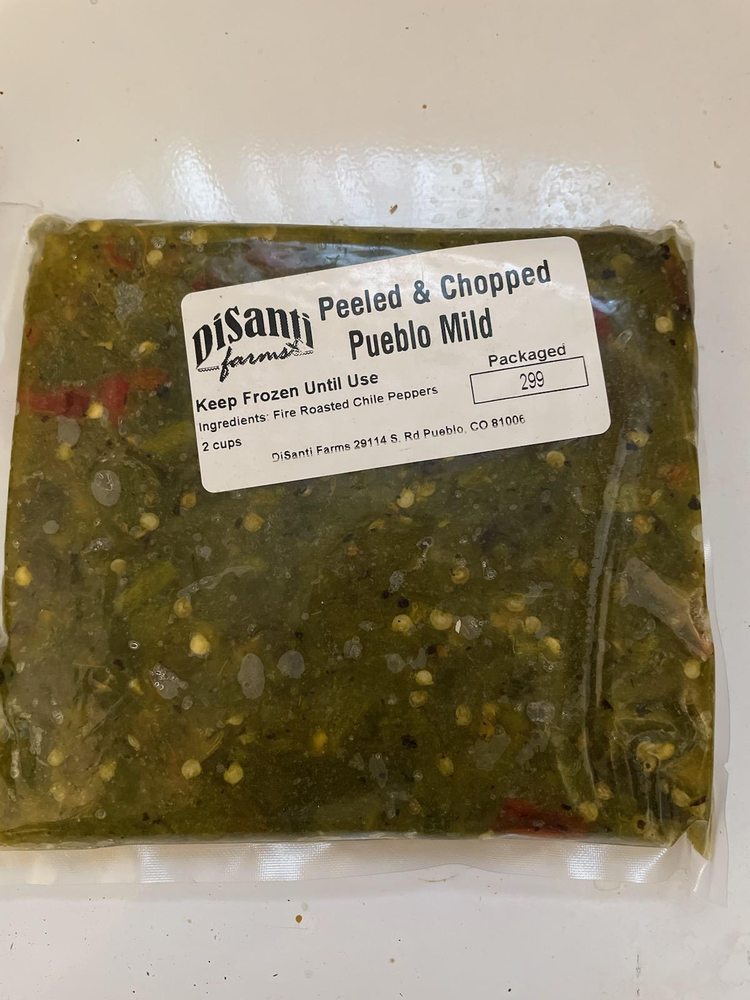 DiSanti
farms
Peeled & Chopped
Pueblo Mild
Packaged
299
Keep Frozen Until Use
Ingredients: Fire Roasted Chile Peppers
2 cups
DiSanti Farms 29114 S. Rd Pueblo, CO 81006